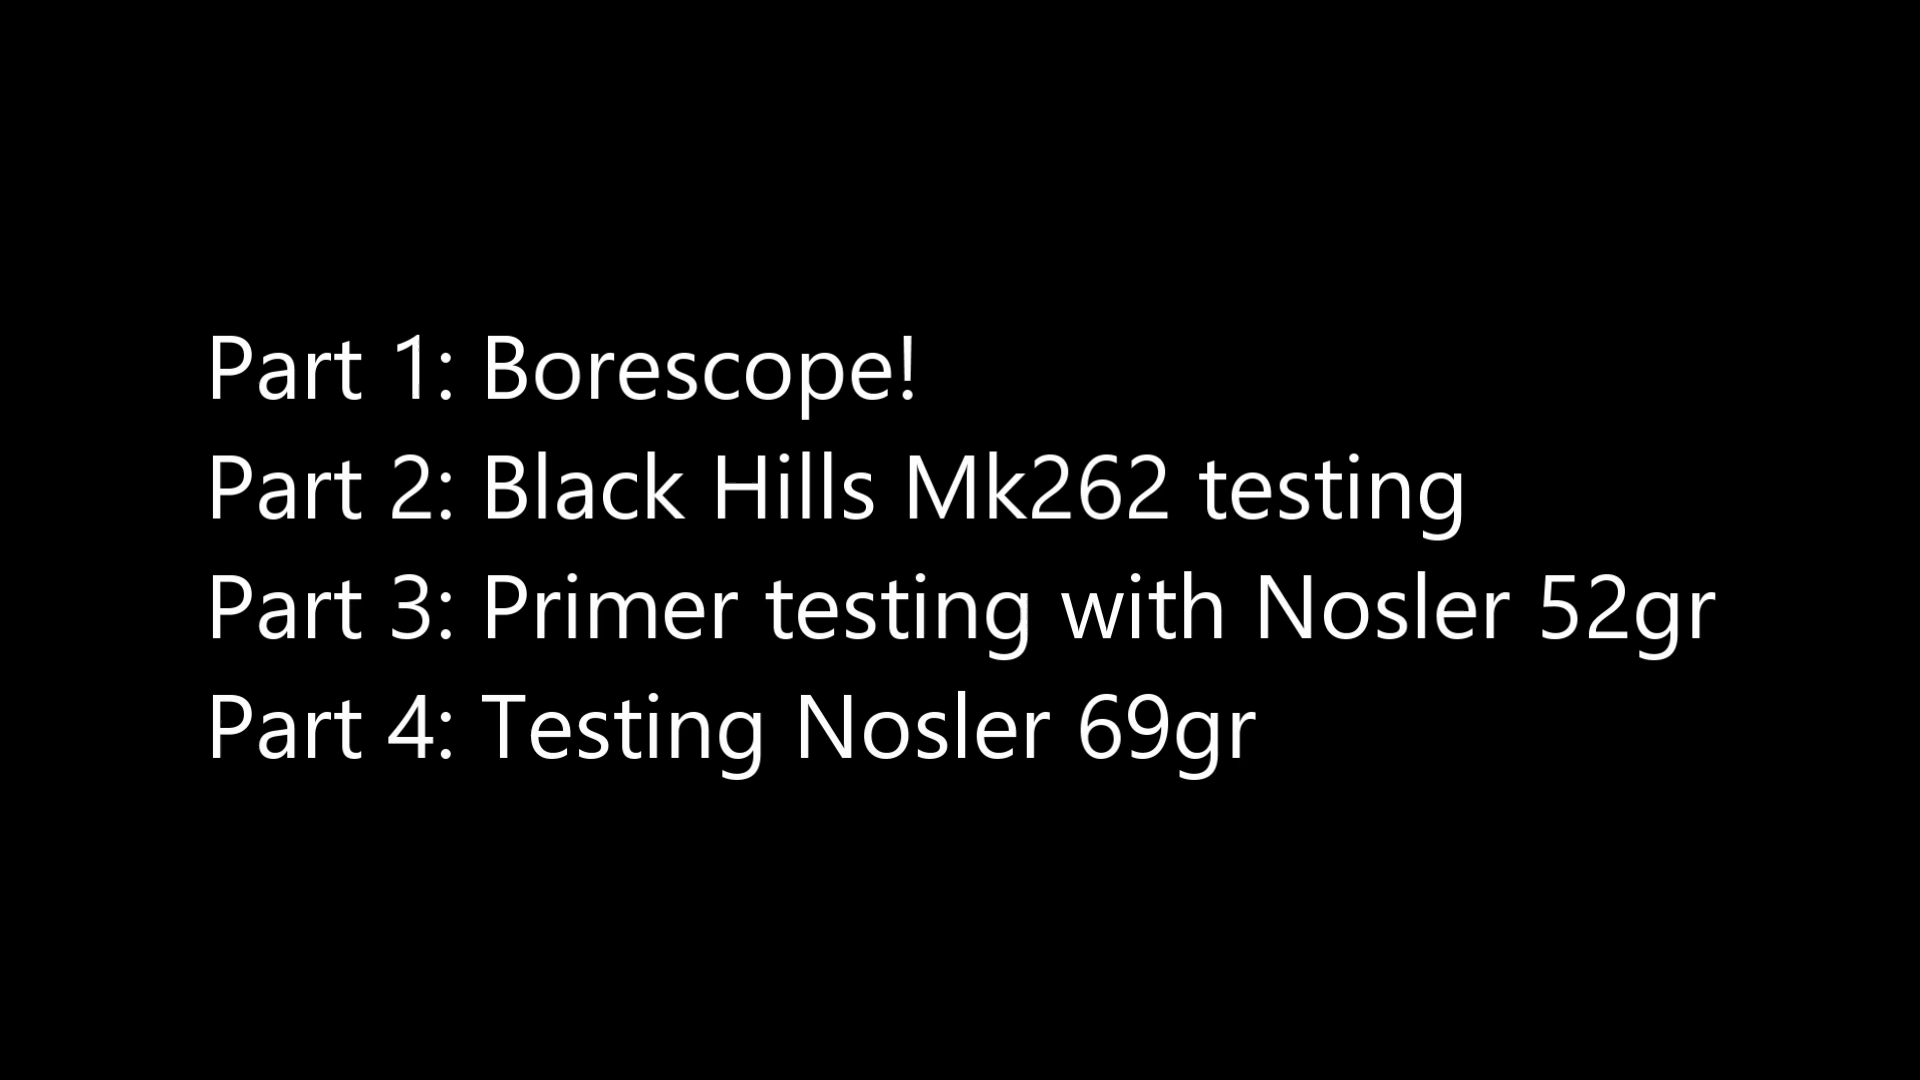 Part 1: Borescope!
Part 2: Black Hills Mk262 testing
Part 3: Primer testing with Nosler 52gr
Part 4: Testing Nosler 69gr